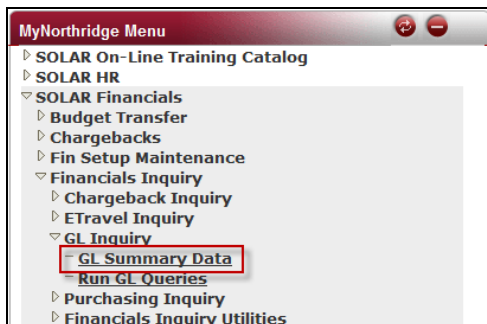 MyNorthridge Menu
SOLAR On-Line Training Catalog
SOLAR HR
SOLAR Financials
Budget Transfer
Chargebacks
Fin Setup Maintenance
Financials Inquiry
Chargeback Inquiry
ETravel Inquiry
GL Inquiry
- GL Summary Data
- Run GL Queries
Purchasing Inquiry
Financials Inquiry Utilities